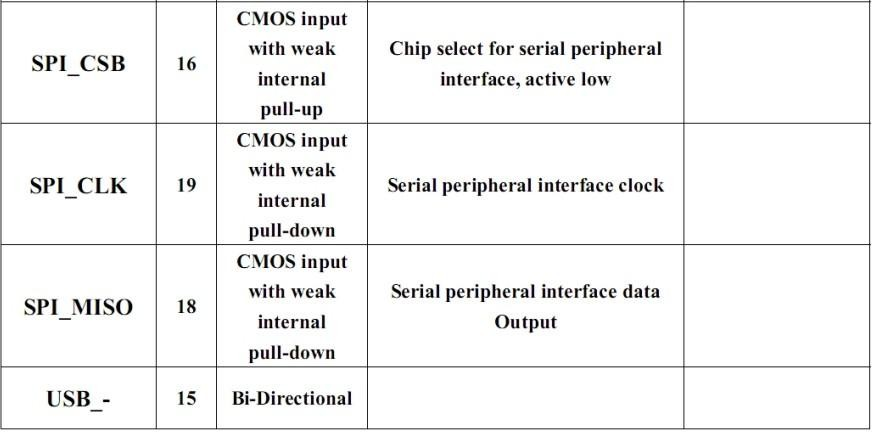 SPI_CSB
16
CMOS input
with weak
internal
pull-up
Chip select for serial peripheral
interface, active low
SPI_CLK
19
CMOS input
with weak
internal
pull-down
Serial peripheral interface clock
SPI_MISO
18
CMOS input
with weak
internal
pull-down
Serial peripheral interface data
Output
USB_-
15
Bi-Directional